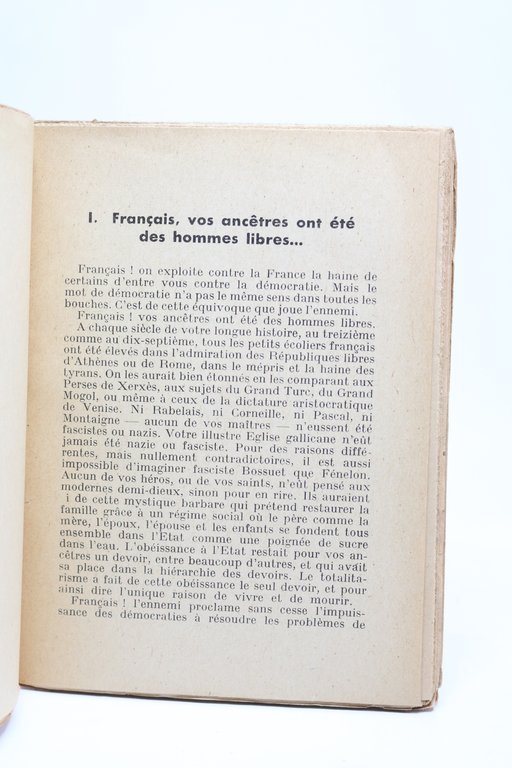 I. Français, vos ancêtres ont été
des hommes libres...
Français ! on exploite contre la France la haine de
certains d'entre vous contre la démocratie. Mais le
mot de démocratie n'a pas le même sens dans toutes les
bouches. C'est de cette équivoque que joue l'ennemi.
Français ! vos ancêtres ont été des hommes libres.
A chaque siècle de votre longue histoire, au treizième
comme au dix-septième, tous les petits écoliers français
ont été élevés dans l'admiration des Républiques libres
d'Athènes ou de Rome, dans le mépris et la haine des
tyrans. On les aurait bien étonnés en les comparant aux
Perses de Xerxès, aux sujets du Grand Turc, du Grand
Mogol, ou même à ceux de la dictature aristocratique
de Venise. Ni Rabelais, ni Corneille, ni Pascal, ni
Montaigne — aucun de vos maîtres — n'eussent été
fascistes ou nazis. Votre illustre Eglise gallicane n'eût
jamais été nazie ou fasciste. Pour des raisons diffé-
rentes, mais nullement contradictoires, il est aussi
impossible d'imaginer fasciste Bossuet que Fénelon.
Aucun de vos héros, ou de vos saints, n'eût pensé aux
modernes demi-dieux, sinon pour en rire. Ils auraient
i de cette mystique barbare qui prétend restaurer la
famille grâce à un régime social où le père comme la
mère, l'époux, l'épouse et les enfants se fondent tous
ensemble dans l'Etat comme une poignée de sucre
dans l'eau. L'obéissance à l'Etat restait pour vos an-
cêtres un devoir, entre beaucoup d'autres, et qui avait
sa place dans la hiérarchie des devoirs. Le totalita-
risme a fait de cette obéissance le seul devoir, et pour
ainsi dire l'unique raison de vivre et de mourir.
Français ! l'ennemi proclame sans cesse l'impuis-
sance des démocraties à résoudre les problèmes de